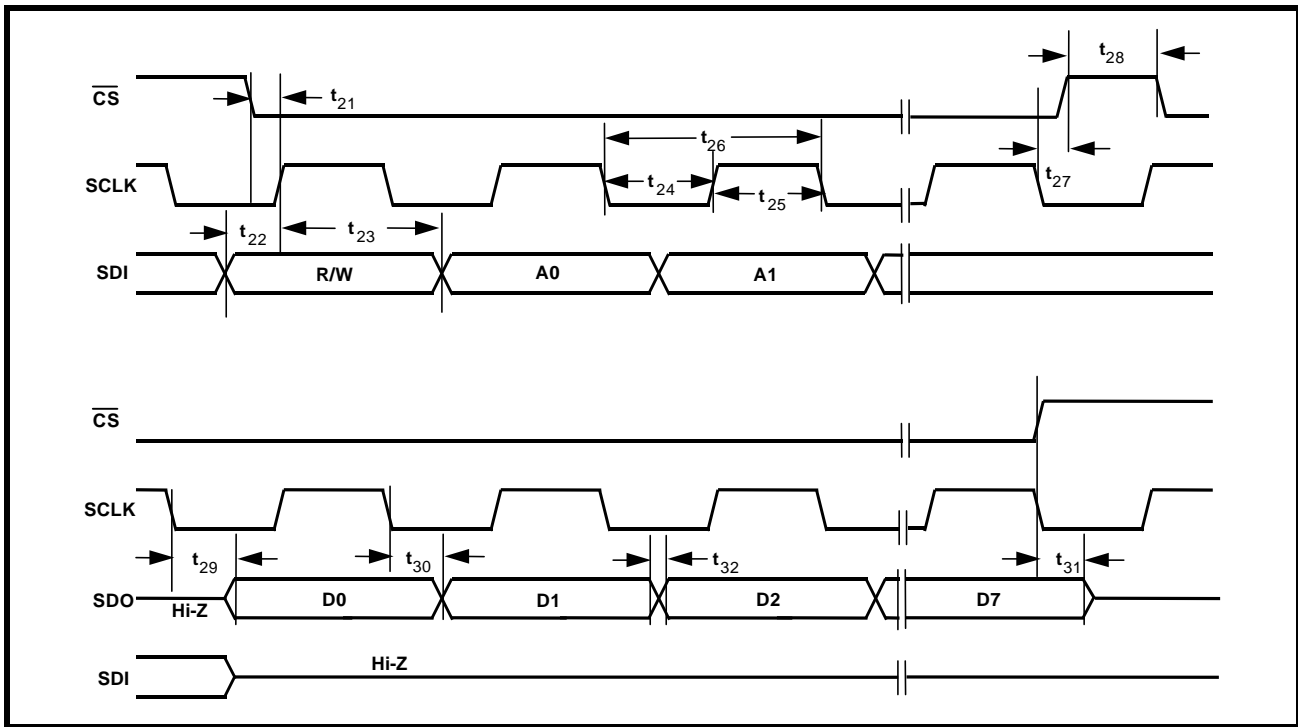 t28
CS
t21
t26
SCLK
t24
t25
t27
t22
t23
SDI
R/W
A0
A1
CS
SCLK
t29
t30
t32
t31
SDO
Hi-Z
D0
D1
D2
D7
SDI
Hi-Z